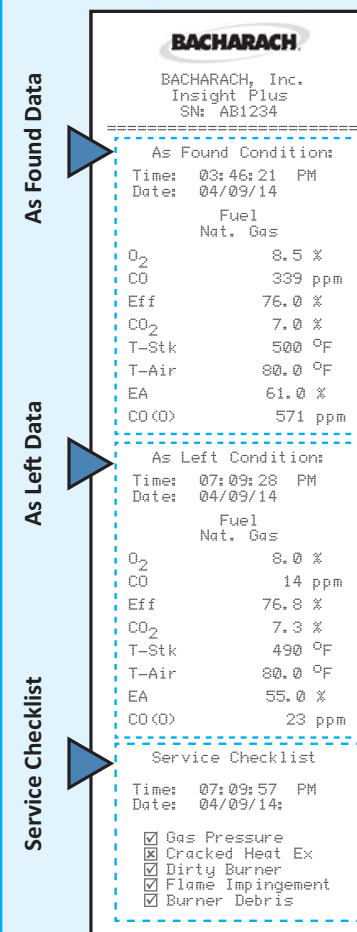 BACHARACH
BACHARACH, Inc.
Insight Plus
SN: AB1234
==========================
As Found Data
As Found Condition:
Time: 03:46:21 PM
Date: 04/09/14
Fuel
Nat. Gas
O2 8.5 %
CO 339 ppm
Eff 76.0 %
CO2 7.0 %
T-Stk 500 °F
T-Air 80.0 °F
EA 61.0 %
CO(O) 571 ppm
As Left Data
As Left Condition:
Time: 07:09:28 PM
Date: 04/09/14
Fuel
Nat. Gas
O2 8.0 %
CO 14 ppm
Eff 76.8 %
CO2 7.3 %
T-Stk 490 °F
T-Air 80.0 °F
EA 55.0 %
CO(O) 23 ppm
Service Checklist
Service Checklist
Time: 07:09:57 PM
Date: 04/09/14:
☑ Gas Pressure
☒ Cracked Heat Ex
☑ Dirty Burner
☑ Flame Impingement
☑ Burner Debris